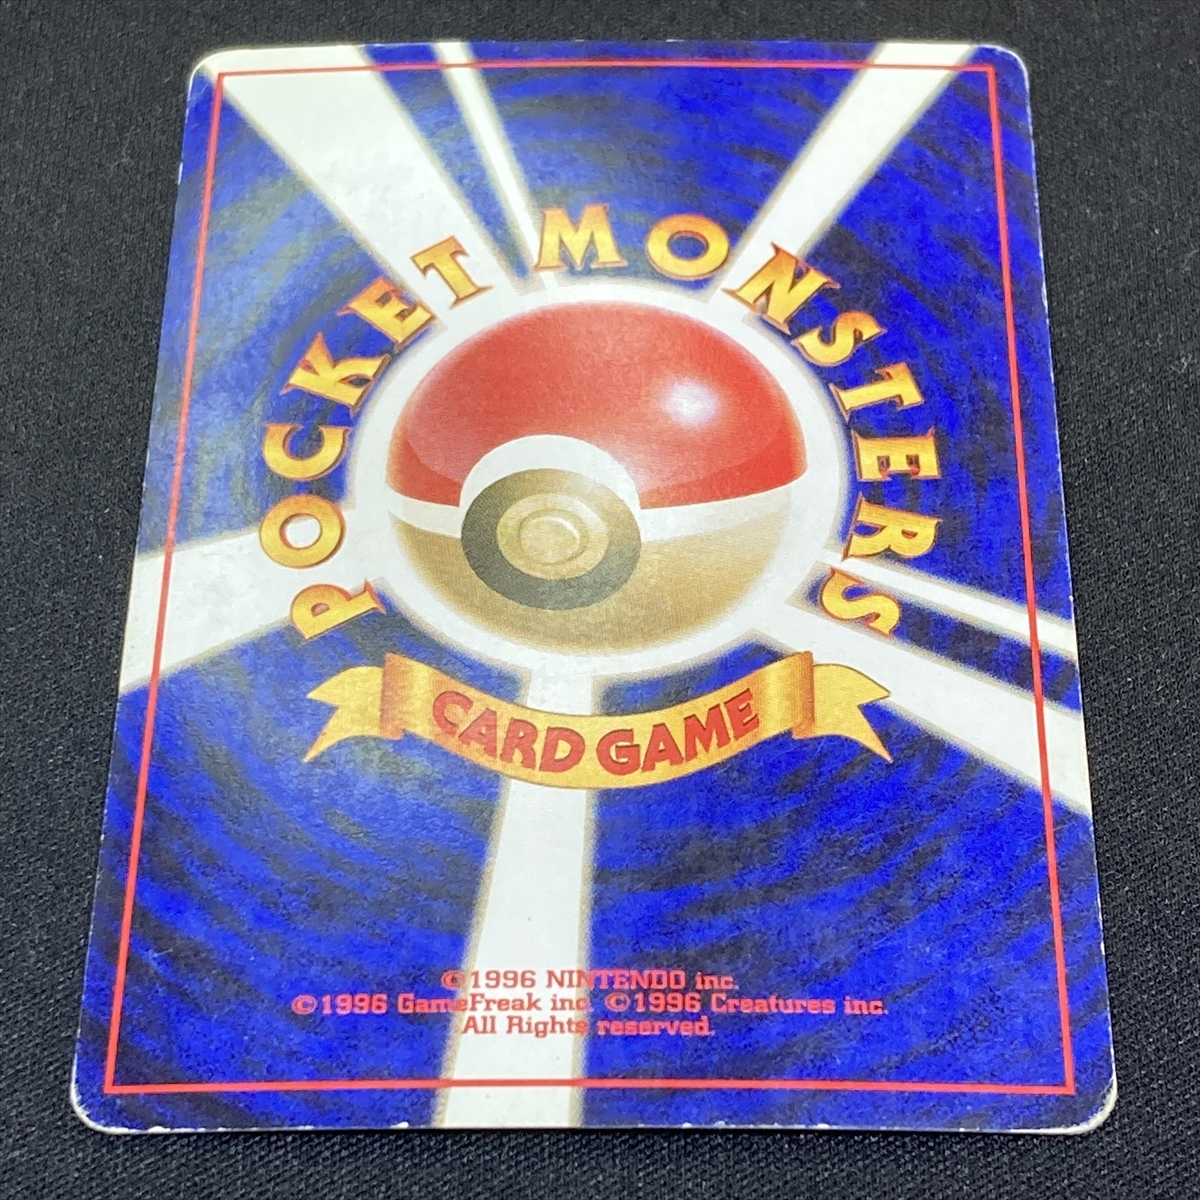 POCKET MONSTERS
CARD GAME
©1996 NINTENDO inc.
©1996 GameFreak inc. ©1996 Creatures inc.
All Rights reserved.